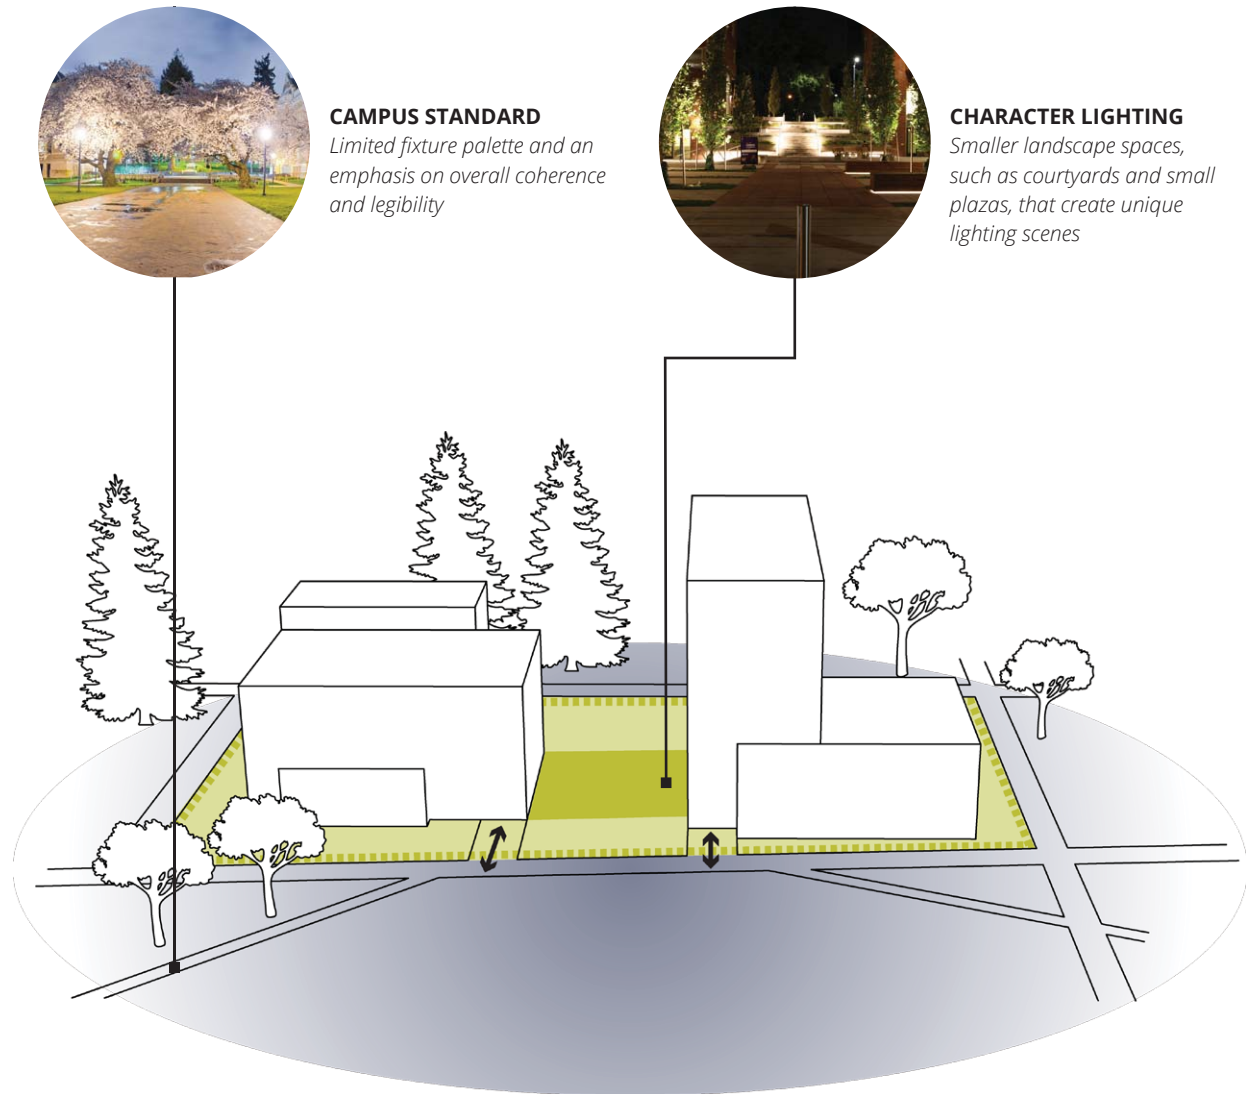 CAMPUS STANDARD
Limited fixture palette and an
emphasis on overall coherence
and legibility
CHARACTER LIGHTING
Smaller landscape spaces,
such as courtyards and small
plazas, that create unique
lighting scenes